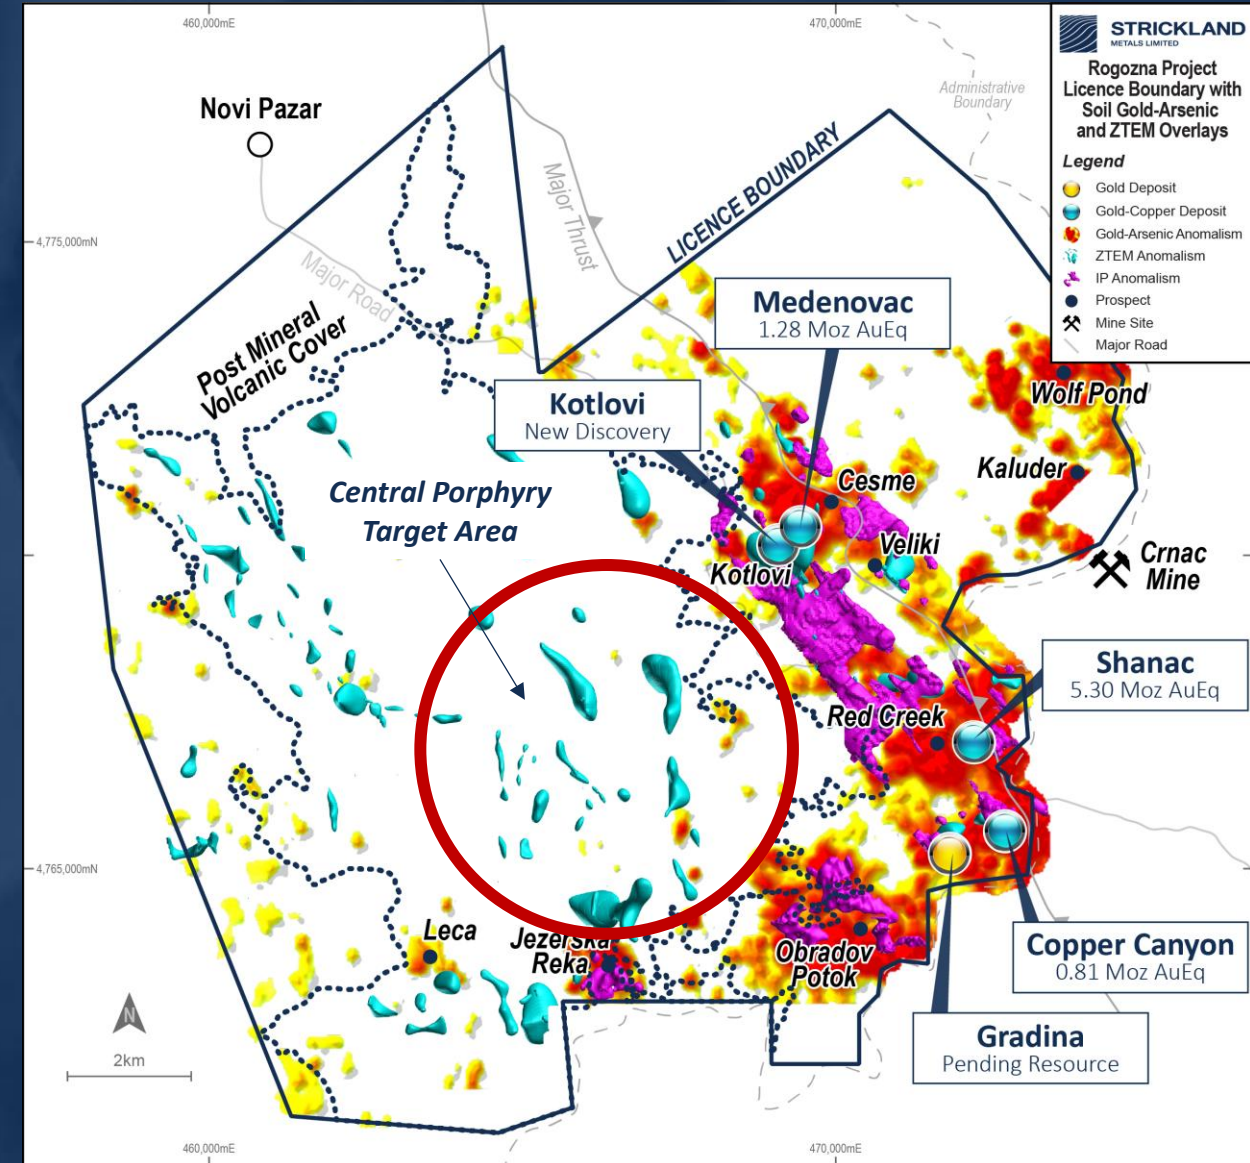 460,000mE
470,000mE
STRICKLAND
METALS LIMITED
Rogozna Project
Licence Boundary with
Soil Gold-Arsenic
and ZTEM Overlays
Legend
Gold Deposit
Gold-Copper Deposit
Gold-Arsenic Anomalism
ZTEM Anomalism
IP Anomalism
Prospect
Mine Site
Major Road
Administrative
Boundary
Novi Pazar
Major Thrust
LICENCE BOUNDARY
4,775,000mN
Major Road
Post Mineral
Volcanic Cover
Medenovac
1.28 Moz AuEq
Kotlovi
New Discovery
Wolf Pond
Kaluder
Cesme
Central Porphyry
Target Area
Veliki
Kotlovi
Crnac
Mine
Shanac
5.30 Moz AuEq
Red Creek
4,765,000mN
Leca
Jezerska
Reka
Obradov
Potok
Copper Canyon
0.81 Moz AuEq
Gradina
Pending Resource
N
2km
460,000mE
470,000mE